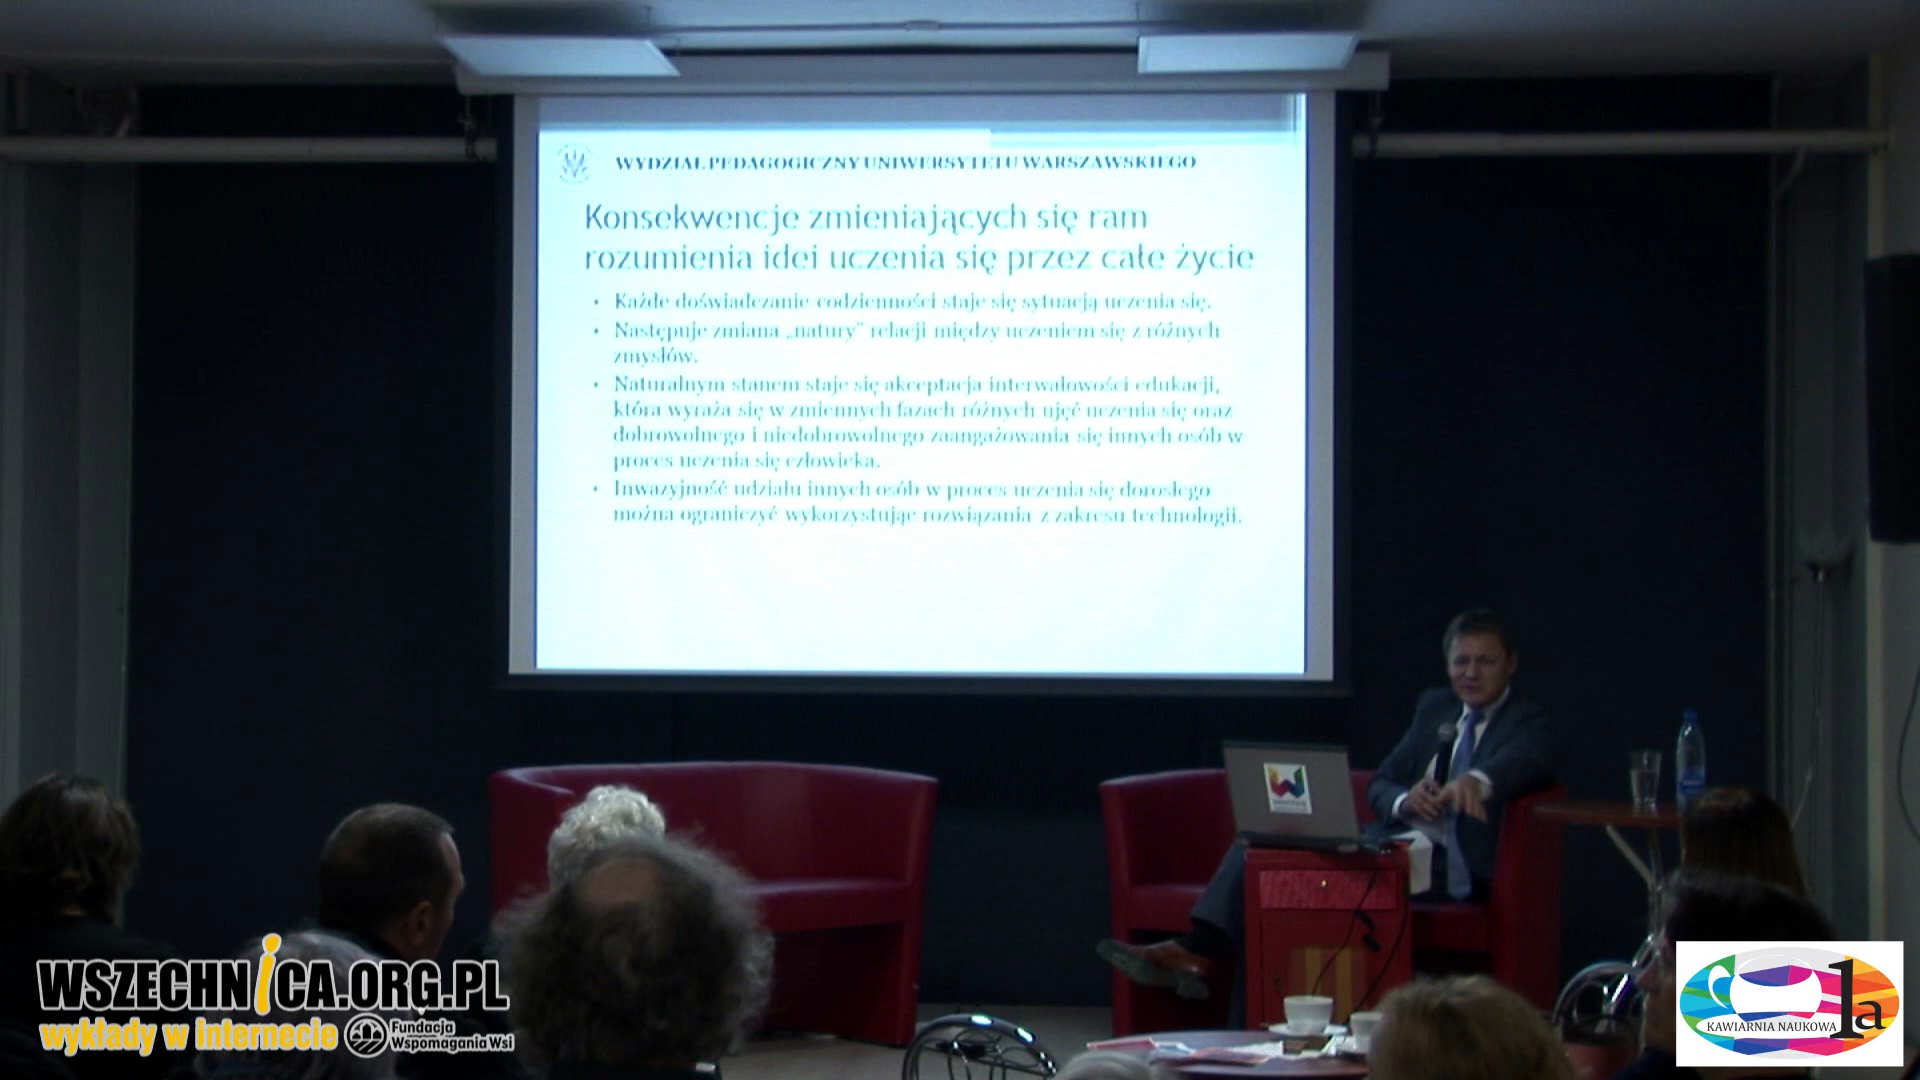 WYDZIAŁ PEDAGOGICZNY UNIWERSYTETU WARSZAWSKIEGO
Konsekwencje zmieniających się ram
rozumienia idei uczenia się przez całe życie
• Każde doświadczanie codzienności staje się sytuacją uczenia się.
• Następuje zmiana „natury” relacji między uczeniem się z różnych
zmysłów.
• Naturalnym stanem staje się akceptacja interwałowości edukacji,
która wyraża się w zmiennych fazach różnych ujęć uczenia się oraz
dobrowolnego i niedobrowolnego zaangażowania się innych osób w
proces uczenia się człowieka.
• Inwazyjność udziału innych osób w proces uczenia się dorosłego
można ograniczyć wykorzystując rozwiązania z zakresu technologii.
WSZECHNiCA.ORG.PL
wykłady w internecie
Fundacja
Wspomagania Wsi
1a
KAWIARNIA NAUKOWA